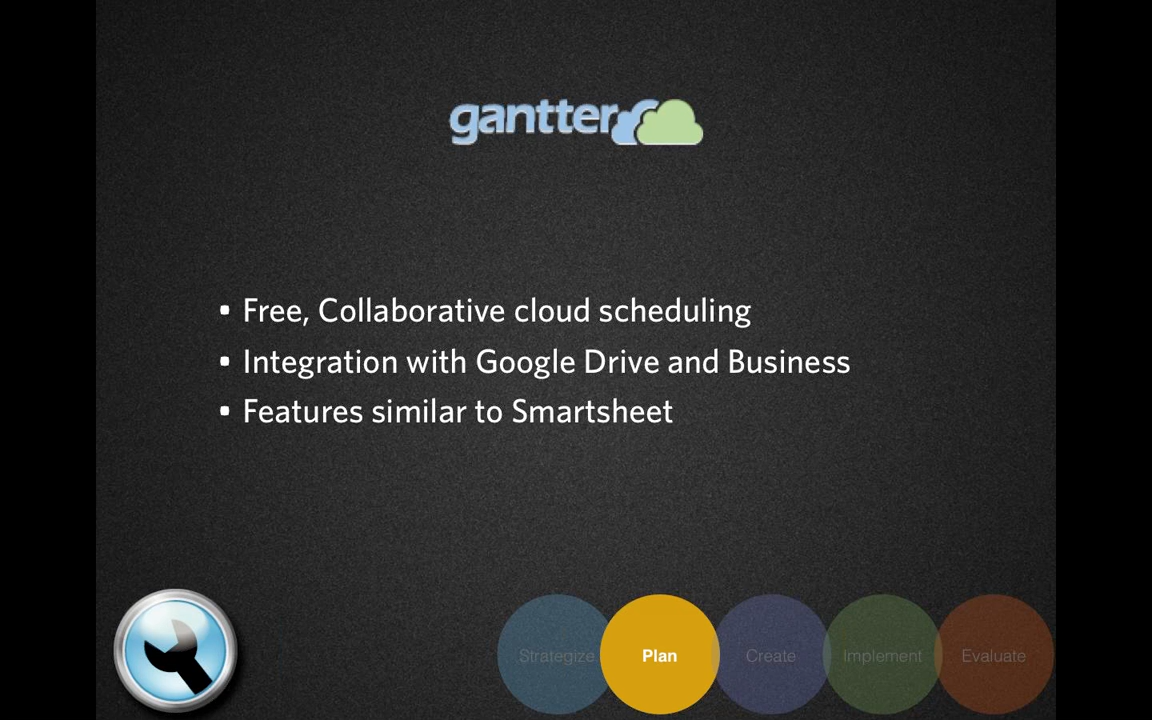 gantter
• Free, Collaborative cloud scheduling
• Integration with Google Drive and Business
• Features similar to Smartsheet
Strategize Plan Create Implement Evaluate